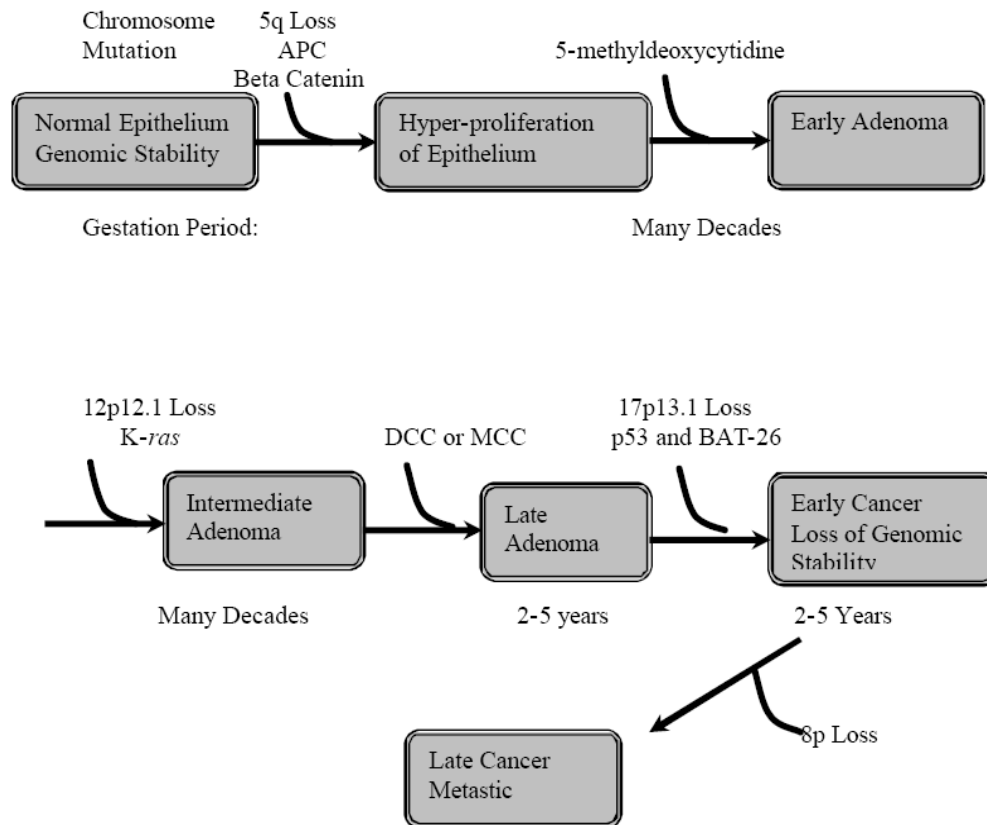 Chromosome
Mutation
5q Loss
APC
Beta Catenin
5-methyldeoxycytidine
Normal Epithelium
Genomic Stability
Hyper-proliferation
of Epithelium
Early Adenoma
Gestation Period:
Many Decades
12p12.1 Loss
K-ras
DCC or MCC
17p13.1 Loss
p53 and BAT-26
Intermediate
Adenoma
Late
Adenoma
Early Cancer
Loss of Genomic
Stability
Many Decades
2-5 years
2-5 Years
8p Loss
Late Cancer
Metastic